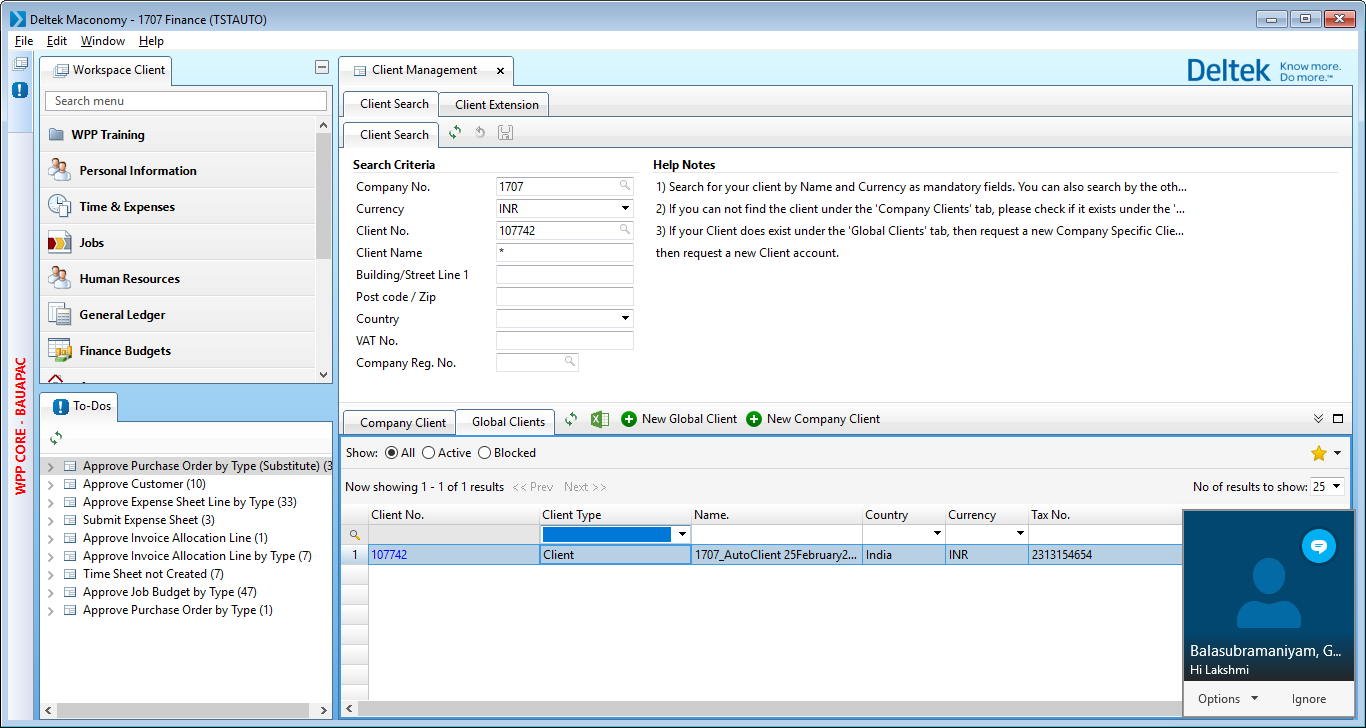 Deltek Maconomy - 1707 Finance (TSTAUTO)
File Edit Window Help
WPP CORE - BAUAPAC
Workspace Client
Search menu
WPP Training
Personal Information
Time & Expenses
Jobs
Human Resources
General Ledger
Finance Budgets
To-Dos
Approve Purchase Order by Type (Substitute) (3
Approve Customer (10)
Approve Expense Sheet Line by Type (33)
Submit Expense Sheet (3)
Approve Invoice Allocation Line (1)
Approve Invoice Allocation Line by Type (7)
Time Sheet not Created (7)
Approve Job Budget by Type (47)
Approve Purchase Order by Type (1)
Client Management
Deltek Know more.
Do more.™
Client Search Client Extension
Client Search
Search Criteria
Company No. 1707
Currency INR
Client No. 107742
Client Name *
Building/Street Line 1
Post code / Zip
Country
VAT No.
Company Reg. No.
Help Notes
1) Search for your client by Name and Currency as mandatory fields. You can also search by the oth...
2) If you can not find the client under the 'Company Clients' tab, please check if it exists under the '...
3) If your Client does exist under the 'Global Clients' tab, then request a new Company Specific Clie...
then request a new Client account.
Company Client Global Clients New Global Client New Company Client
Show: All Active Blocked
Now showing 1 - 1 of 1 results << Prev Next >> No of results to show: 25
Client No. Client Type Name. Country Currency Tax No.
1 107742 Client 1707_AutoClient 25February2... India INR 2313154654
Balasubramaniyam, G...
Hi Lakshmi
Options Ignore